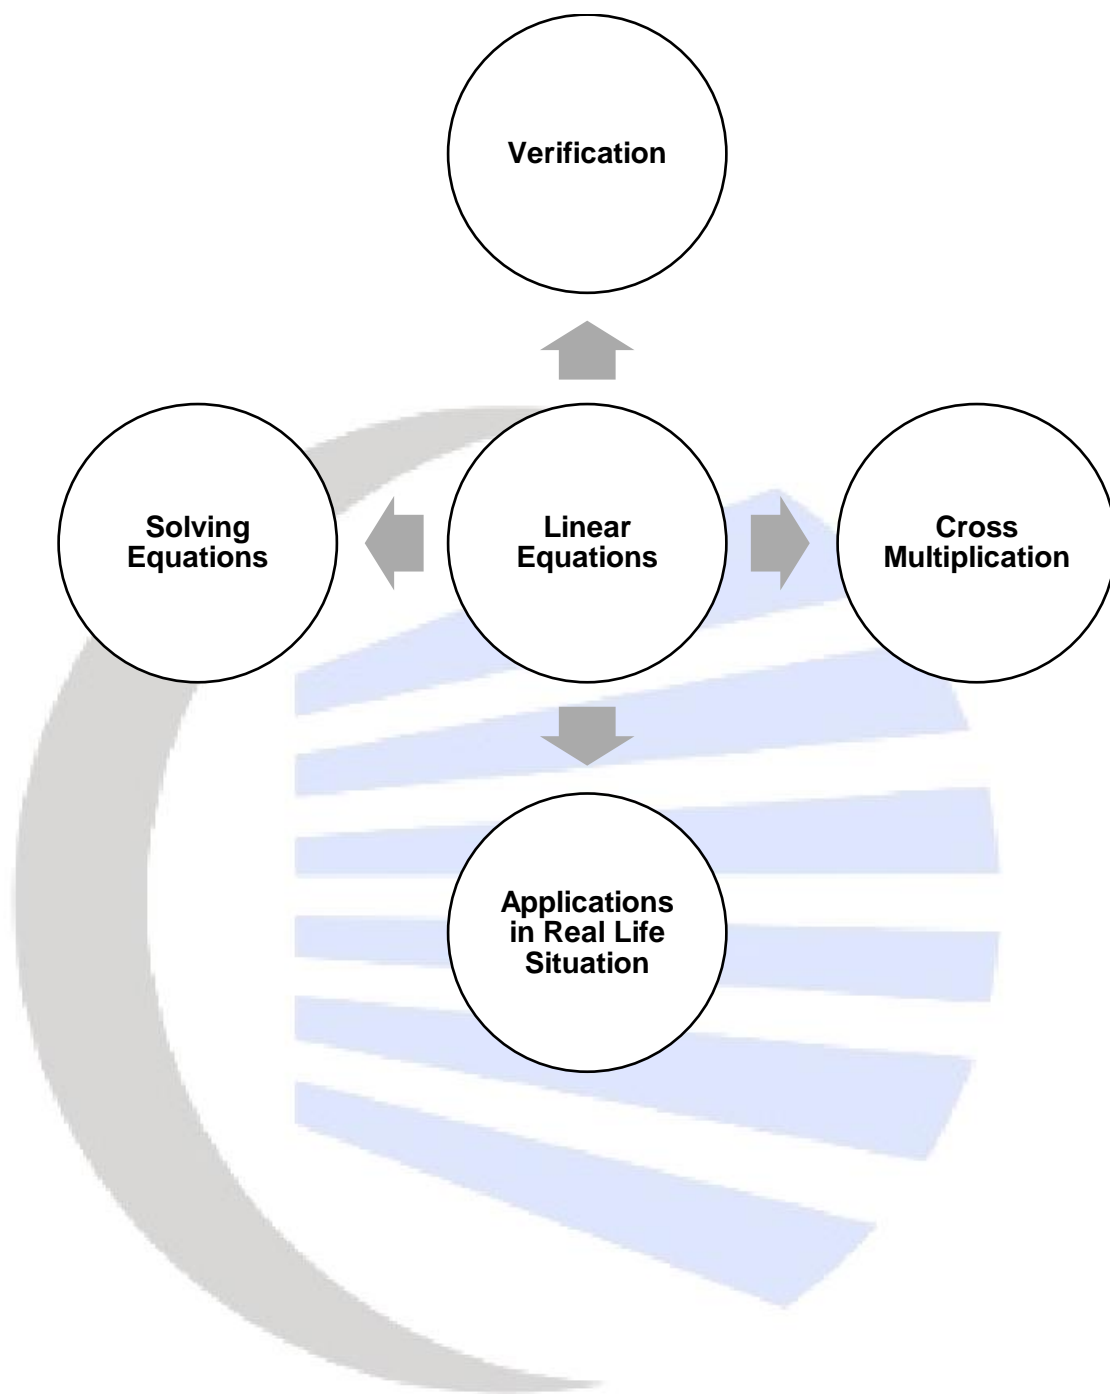 Verification
Solving
Equations
Linear
Equations
Cross
Multiplication
Applications
in Real Life
Situation